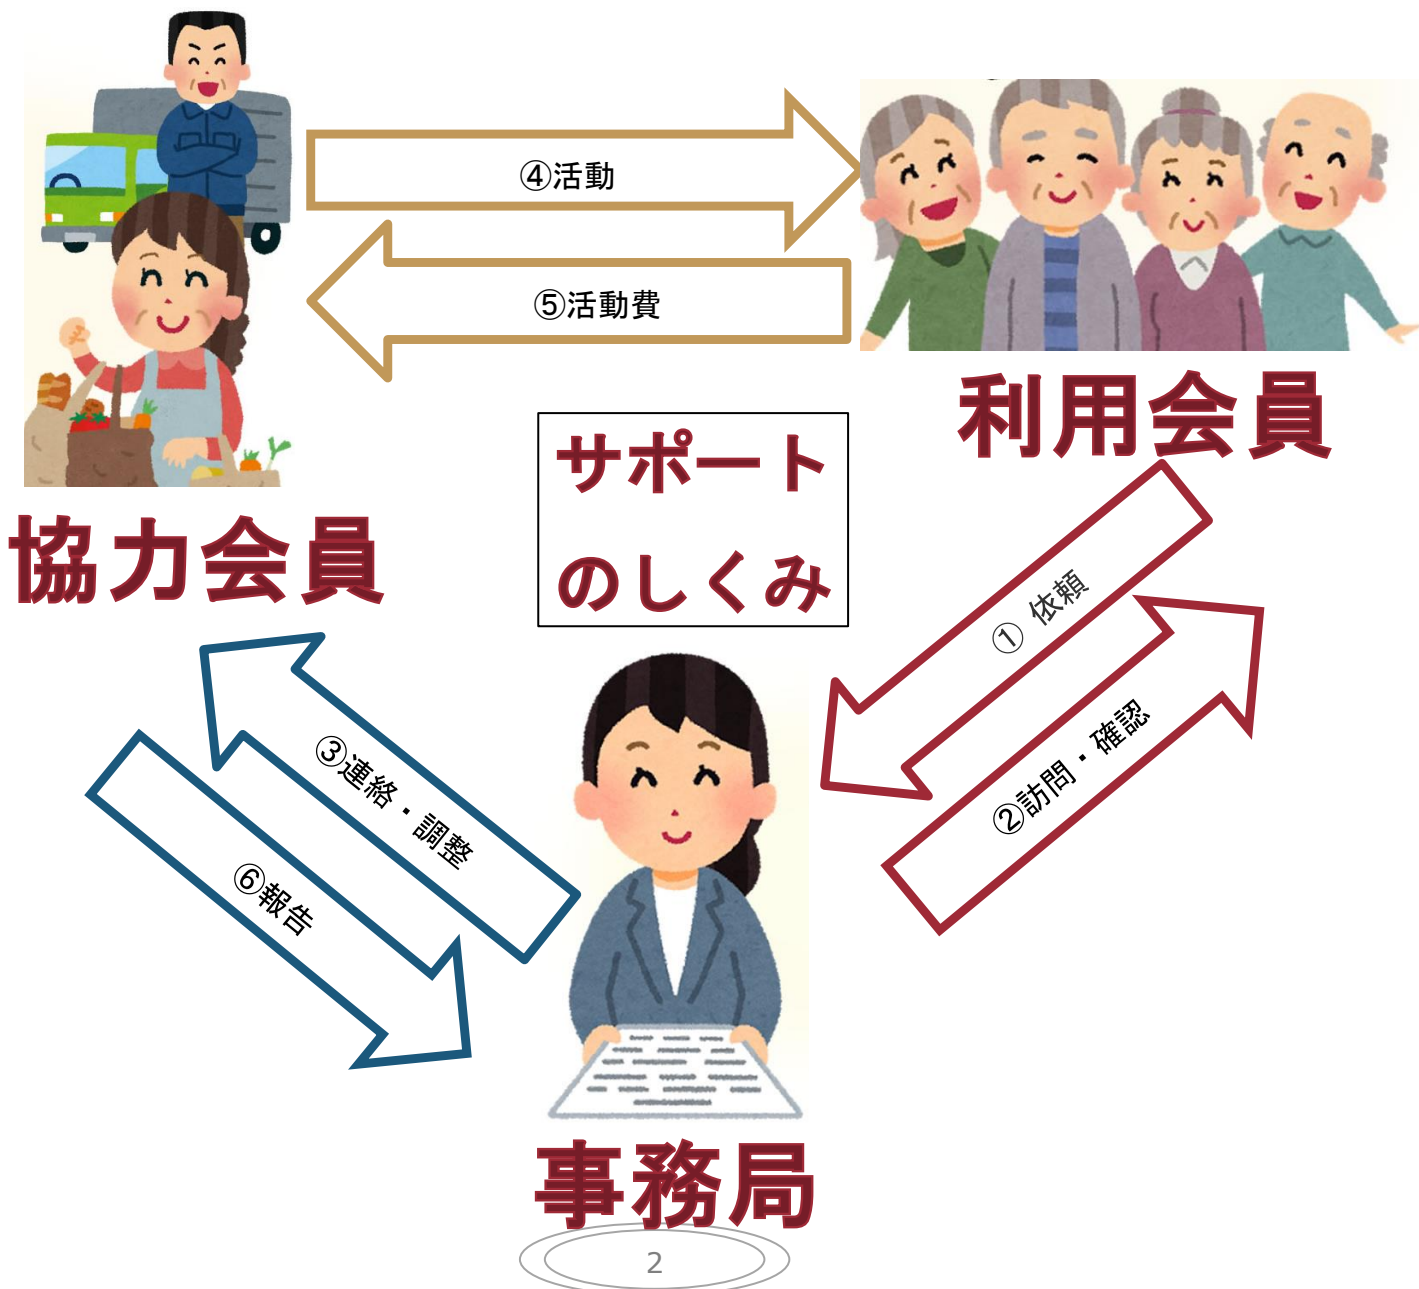 ④活動
⑤活動費
利用会員
サポート
のしくみ
協力会員
① 依頼
②訪問・確認
③連絡・調整
⑥報告
事務局
2